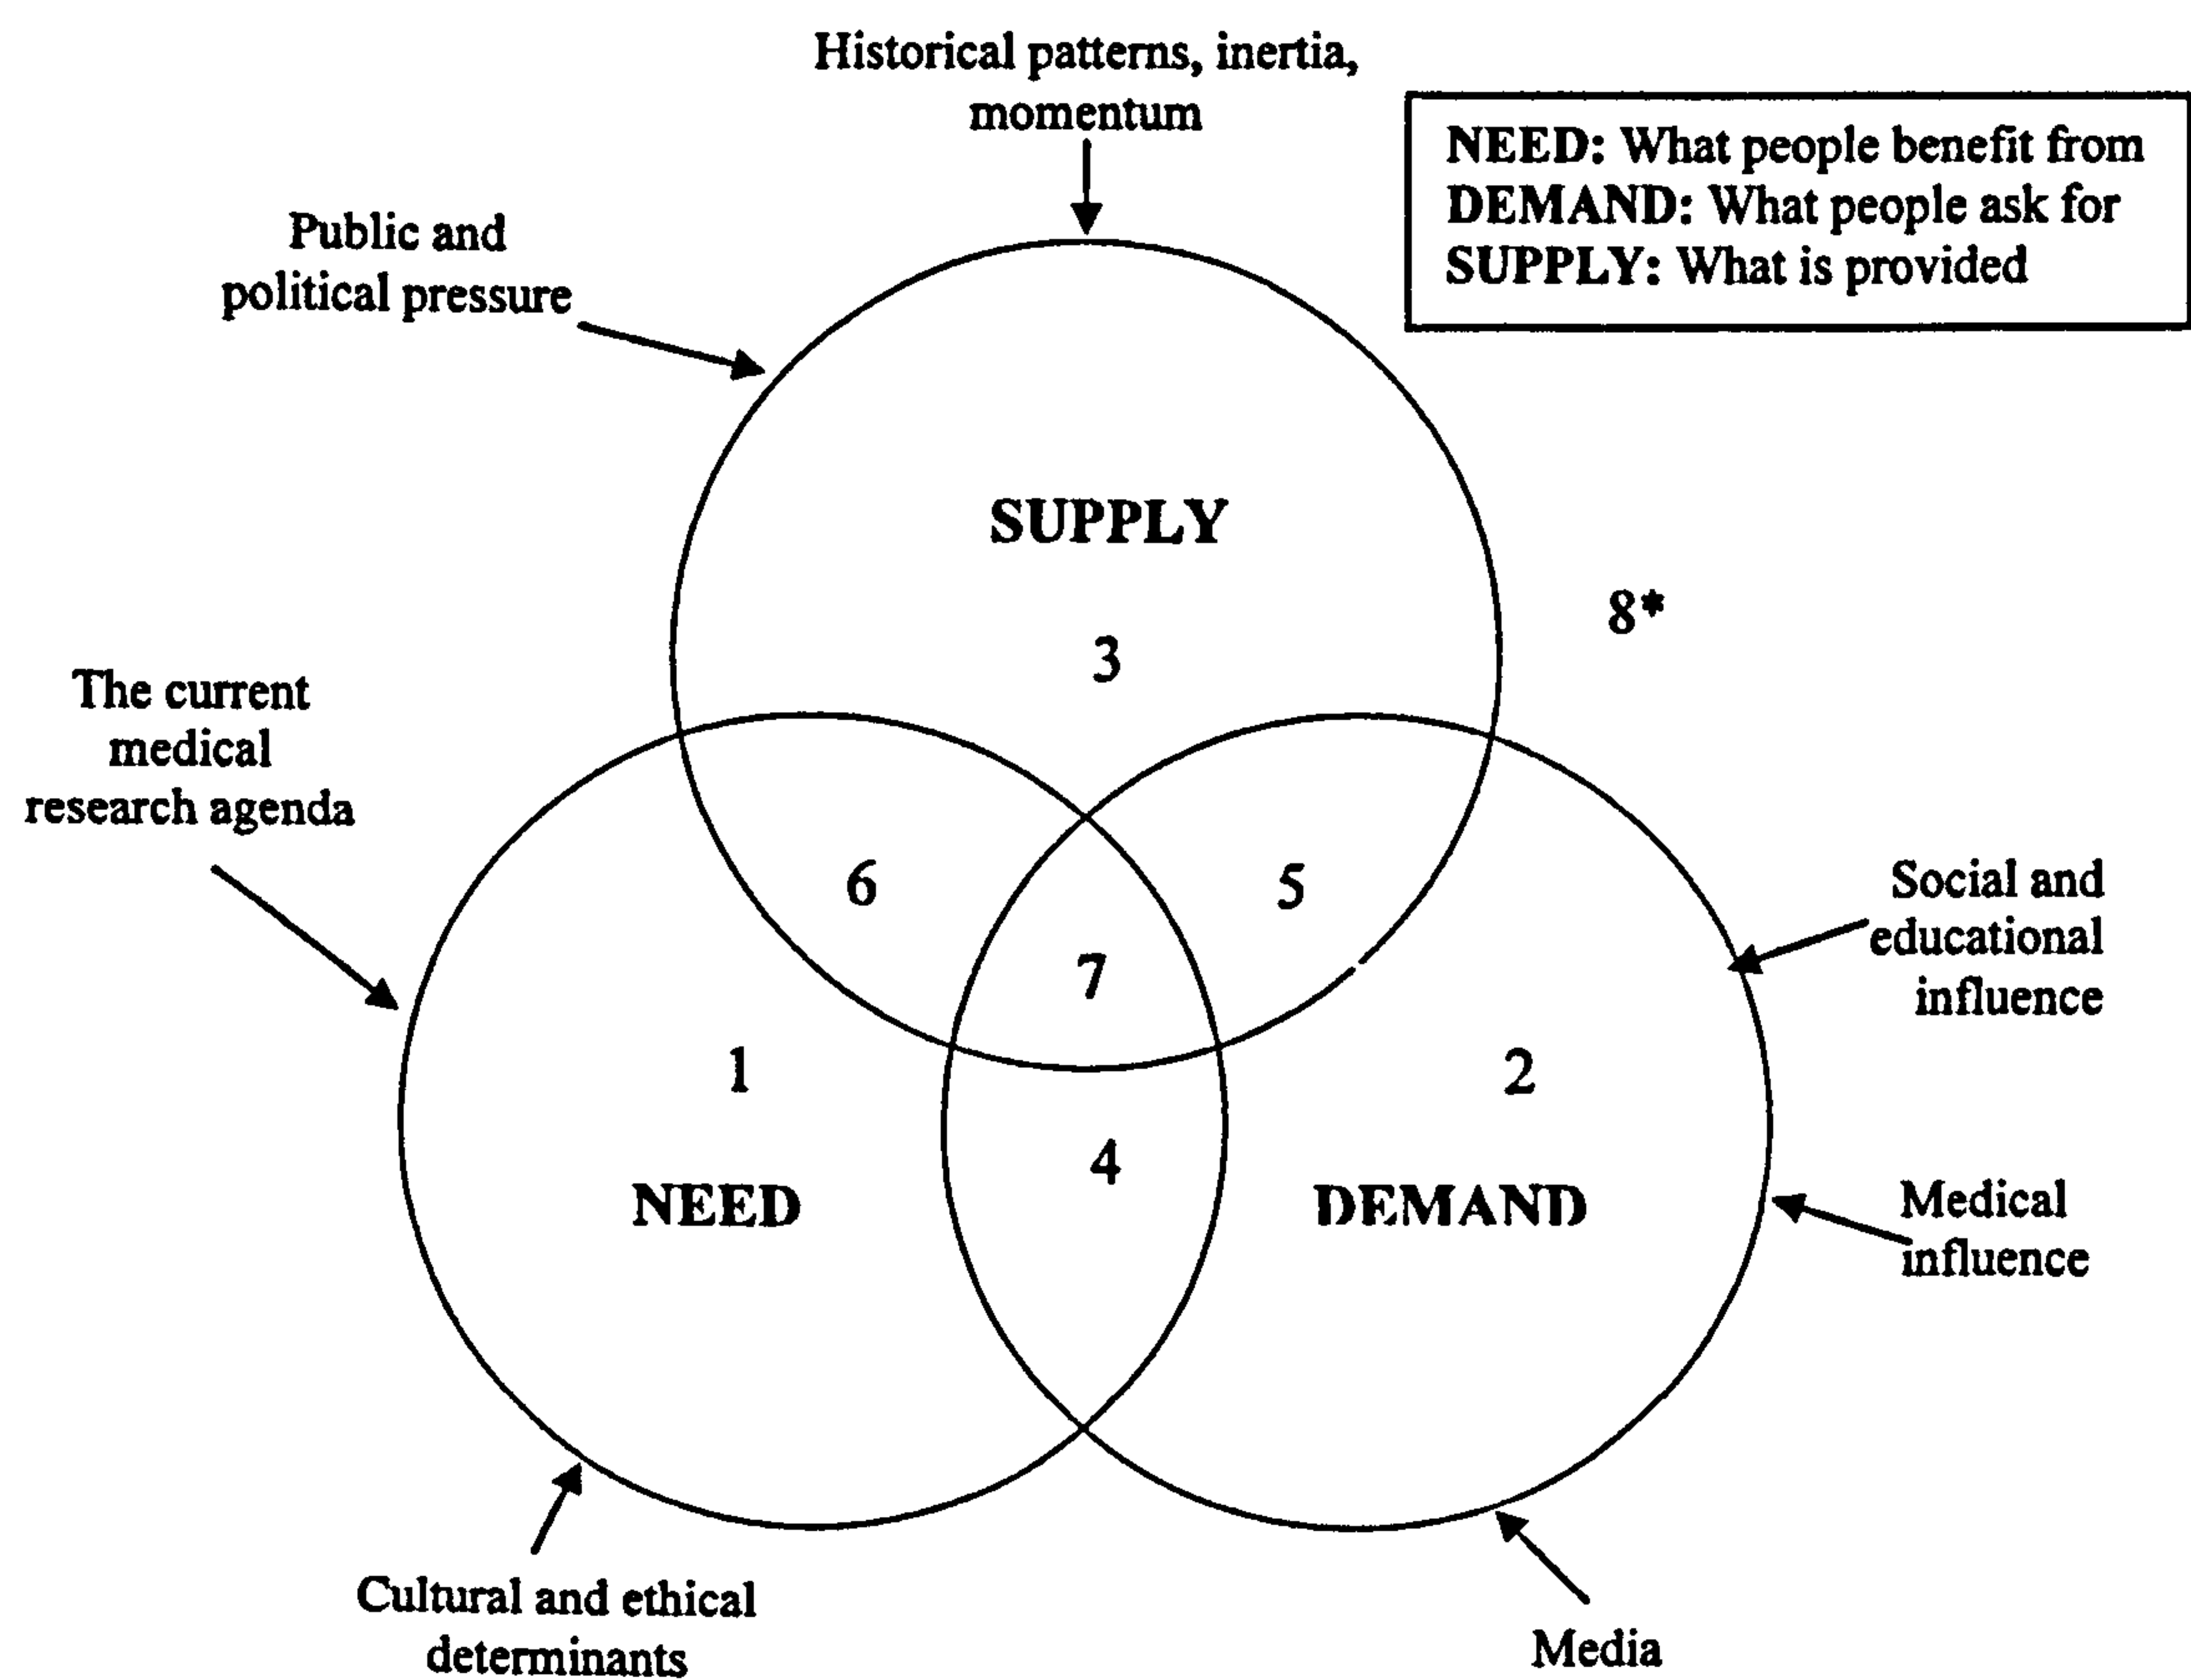 Historical patterns, inertia,
momentum
NEED: What people benefit from
DEMAND: What people ask for
SUPPLY: What is provided
Public and
political pressure
SUPPLY
8*
3
The current
medical
research agenda
6
5
Social and
educational
influence
7
1
2
4
NEED
DEMAND
Medical
influence
Cultural and ethical
determinants
Media